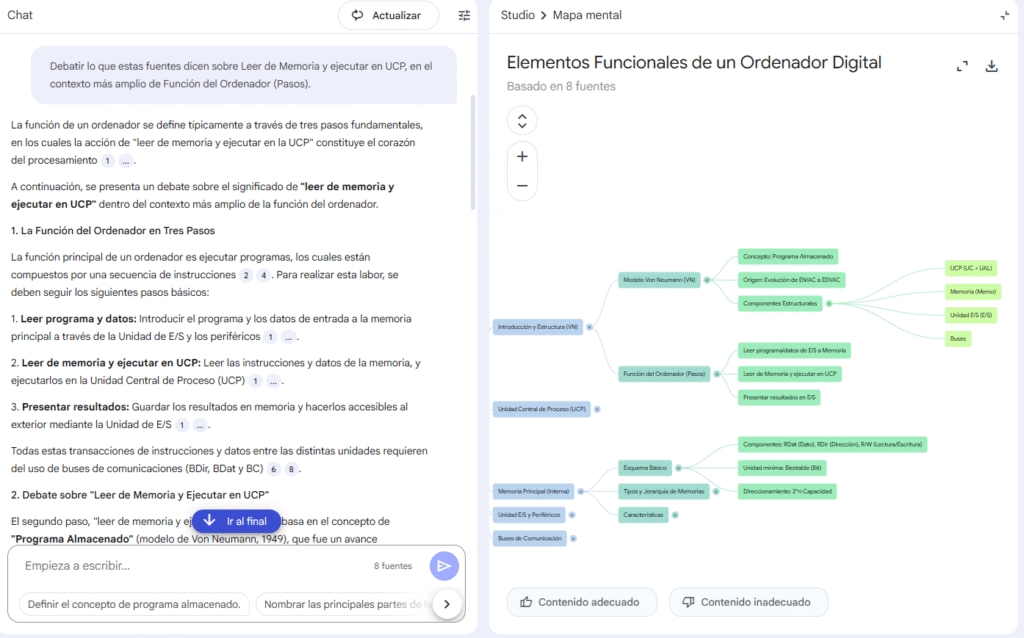 Chat
Actualizar
Debatir lo que estas fuentes dicen sobre Leer de Memoria y ejecutar en UCP, en el
contexto más amplio de Función del Ordenador (Pasos).
La función de un ordenador se define típicamente a través de tres pasos fundamentales,
en los cuales la acción de "leer de memoria y ejecutar en la UCP" constituye el corazón
del procesamiento 1 ... .
A continuación, se presenta un debate sobre el significado de "leer de memoria y
ejecutar en UCP" dentro del contexto más amplio de la función del ordenador.
1. La Función del Ordenador en Tres Pasos
La función principal de un ordenador es ejecutar programas, los cuales están
compuestos por una secuencia de instrucciones 2 4 . Para realizar esta labor, se
deben seguir los siguientes pasos básicos:
1. Leer programa y datos: Introducir el programa y los datos de entrada a la memoria
principal a través de la Unidad de E/S y los periféricos 1 ... .
2. Leer de memoria y ejecutar en UCP: Leer las instrucciones y datos de la memoria, y
ejecutarlos en la Unidad Central de Proceso (UCP) 1 ... .
3. Presentar resultados: Guardar los resultados en memoria y hacerlos accesibles al
exterior mediante la Unidad de E/S 1 ... .
Todas estas transacciones de instrucciones y datos entre las distintas unidades requieren
del uso de buses de comunicaciones (BDir, BDat y BC) 6 8 .
2. Debate sobre "Leer de Memoria y Ejecutar en UCP"
El segundo paso, "leer de memoria y ej
Ir al final
basa en el concepto de
"Programa Almacenado" (modelo de Von Neumann, 1949), que fue un avance
Empieza a escribir...
8 fuentes
Definir el concepto de programa almacenado.
Nombrar las principales partes de la
Studio > Mapa mental
Elementos Funcionales de un Ordenador Digital
Basado en 8 fuentes
Introducción y Estructura (VN)
Modelo Von Neumann (VN)
Concepto: Programa Almacenado
Origen: Evolución de ENIAC a EDVAC
Componentes Estructurales
UCP (UC + UAL)
Memoria (Memo)
Unidad E/S (E/S)
Buses
Función del Ordenador (Pasos)
Leer programa/datos de E/S a Memoria
Leer de Memoria y ejecutar en UCP
Presentar resultados en E/S
Unidad Central de Proceso (UCP)
Memoria Principal (Interna)
Esquema Básico
Componentes: RDat (Dato), RDir (Dirección), R/W (Lectura/Escritura)
Unidad mínima: Biestable (Bit)
Direccionamiento: 2^n Capacidad
Tipos y Jerarquía de Memorias
Características
Unidad E/S y Periféricos
Buses de Comunicación
Contenido adecuado
Contenido inadecuado